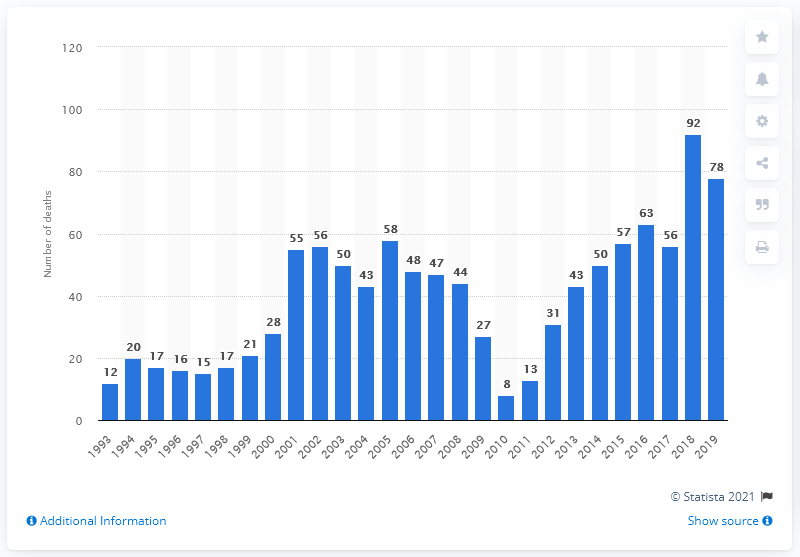 120
100
80
60
40
20
0
Number of deaths
12 20 17 16 15 17 21 28 55 56 50 43 58 48 47 44 27 8 13 31 43 50 57 63 56 92 78
1993 1994 1995 1996 1997 1998 1999 2000 2001 2002 2003 2004 2005 2006 2007 2008 2009 2010 2011 2012 2013 2014 2015 2016 2017 2018 2019
© Statista 2021
Additional Information
Show source